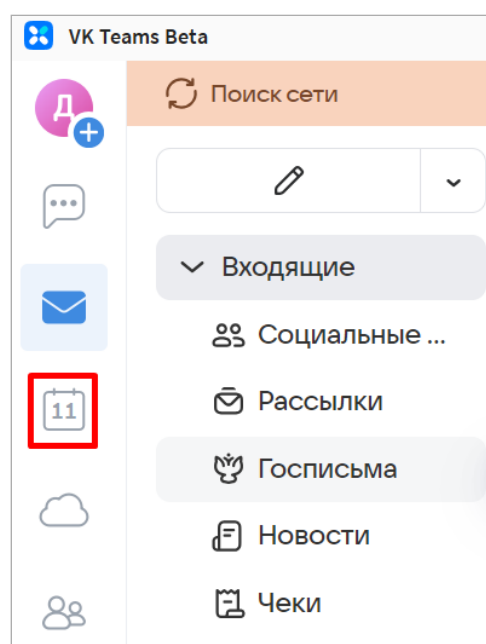 VK Teams Beta
Д
Поиск сети
Входящие
Социальные ...
11
Рассылки
Госписьма
Новости
Чеки